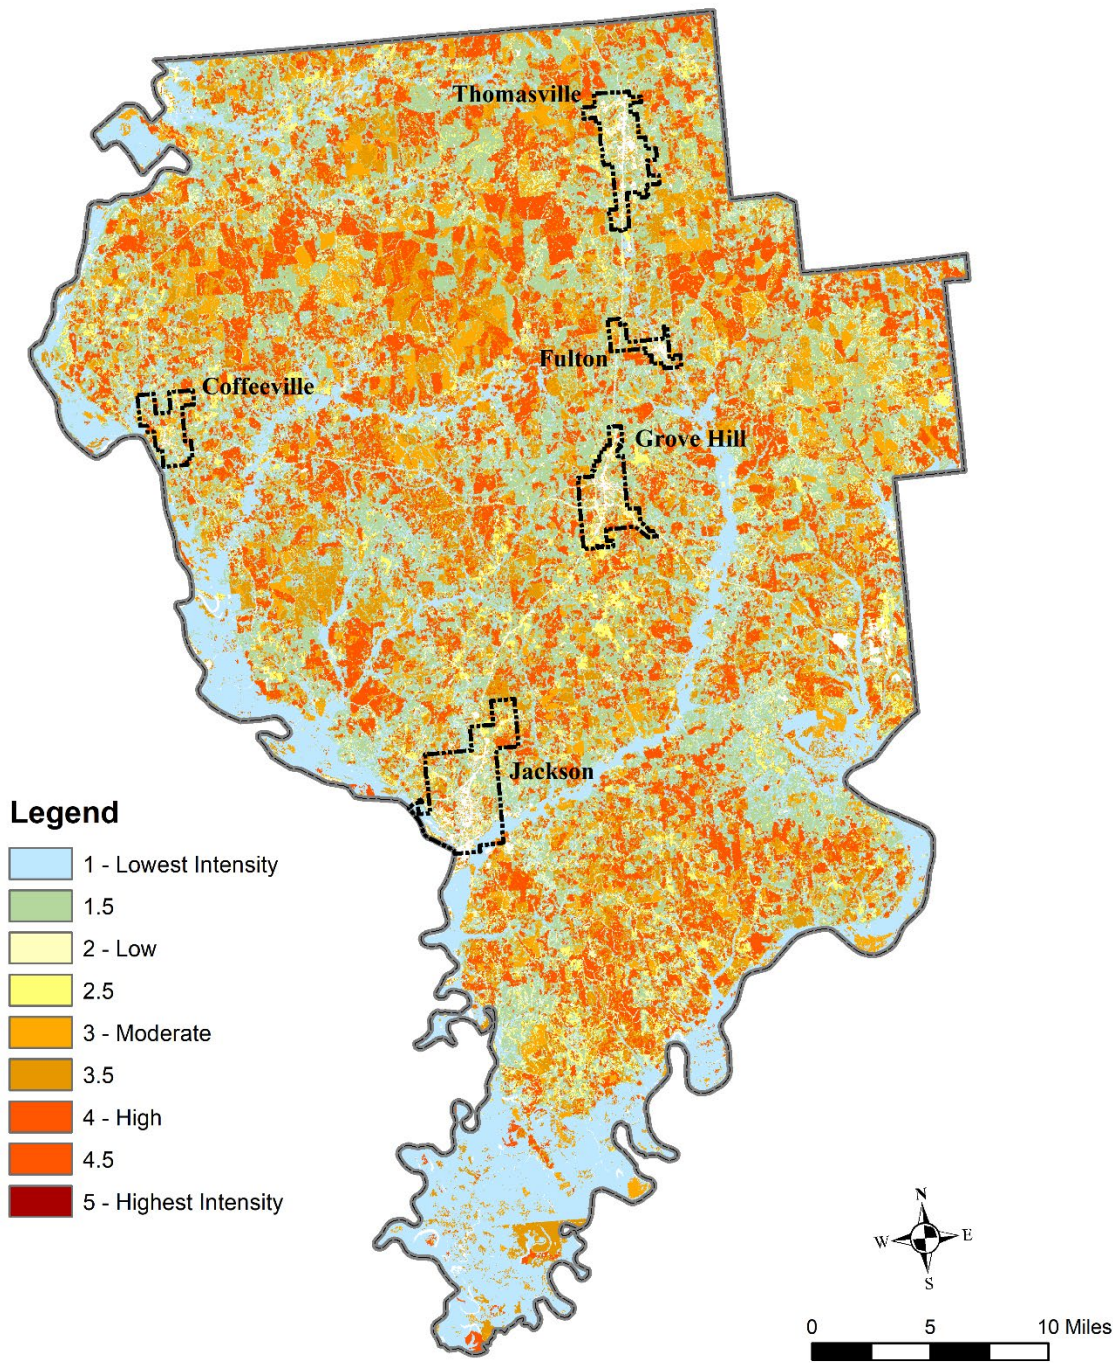 Thomasville
Fulton
Coffeeville
Grove Hill
Jackson
Legend
1 - Lowest Intensity
1.5
2 - Low
2.5
3 - Moderate
3.5
4 - High
4.5
5 - Highest Intensity
N
W E
S
0 5 10 Miles